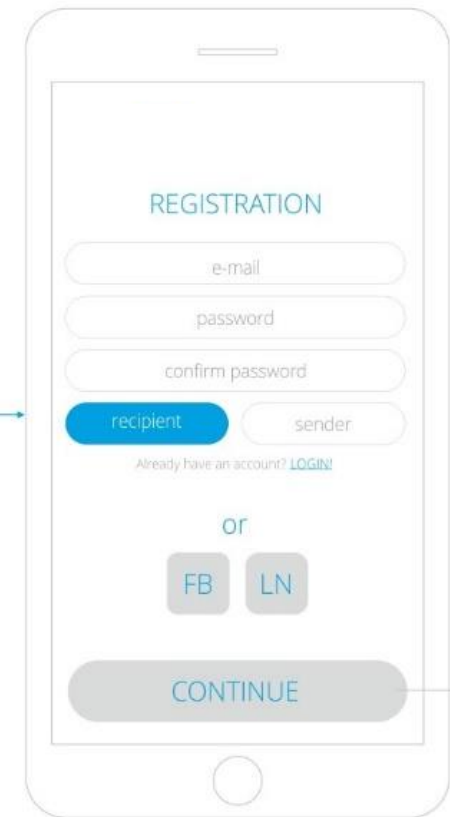 REGISTRATION
e-mail
password
confirm password
recipient sender
Already have an account? LOGIN!
or
FB LN
CONTINUE